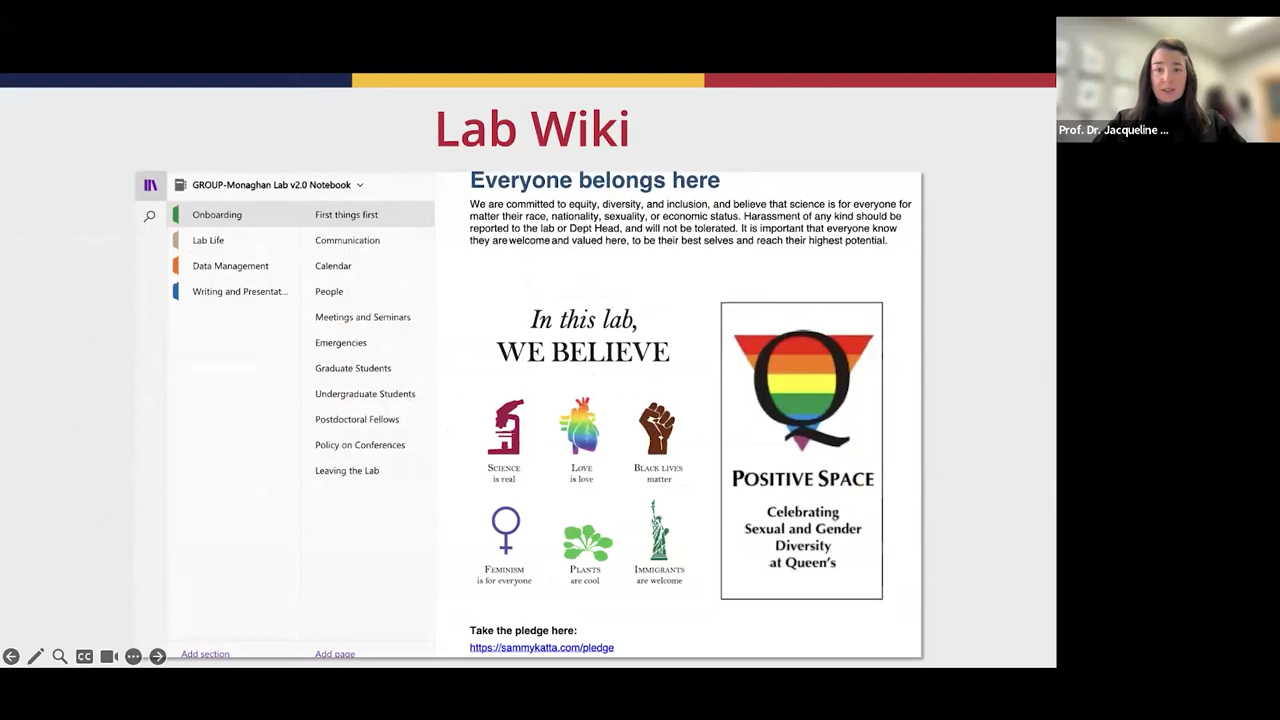 Lab Wiki
GROUP-Monaghan Lab v2.0 Notebook
Onboarding
Lab Life
Data Management
Writing and Presentat...
First things first
Communication
Calendar
People
Meetings and Seminars
Emergencies
Graduate Students
Undergraduate Students
Postdoctoral Fellows
Policy on Conferences
Leaving the Lab
Add section
Add page
Everyone belongs here
We are committed to equity, diversity, and inclusion, and believe that science is for everyone for
matter their race, nationality, sexuality, or economic status. Harassment of any kind should be
reported to the lab or Dept Head, and will not be tolerated. It is important that everyone know
they are welcome and valued here, to be their best selves and reach their highest potential.
In this lab,
WE BELIEVE
SCIENCE
is real
LOVE
is love
BLACK LIVES
matter
FEMINISM
is for everyone
PLANTS
are cool
IMMIGRANTS
are welcome
Q
POSITIVE SPACE
Celebrating
Sexual and Gender
Diversity
at Queen's
Take the pledge here:
https://sammykatta.com/pledge
CC
Prof. Dr. Jacqueline ...